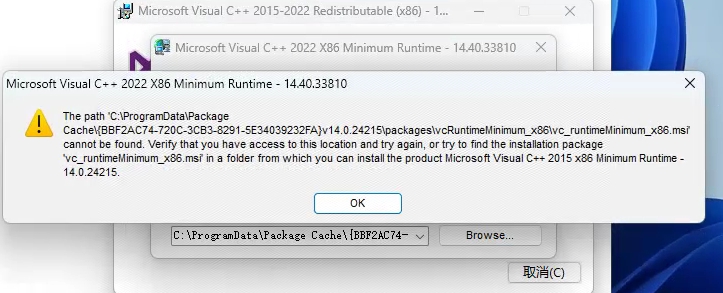 Microsoft Visual C++ 2015-2022 Redistributable (x86) - 1...
Microsoft Visual C++ 2022 X86 Minimum Runtime - 14.40.33810
Microsoft Visual C++ 2022 X86 Minimum Runtime - 14.40.33810
The path 'C:\ProgramData\Package
Cache\{BBF2AC74-720C-3CB3-8291-5E34039232FA}v14.0.24215\packages\vcRuntimeMinimum_x86\vc_runtimeMinimum_x86.msi'
cannot be found. Verify that you have access to this location and try again, or try to find the installation package
'vc_runtimeMinimum_x86.msi' in a folder from which you can install the product Microsoft Visual C++ 2015 x86 Minimum Runtime -
14.0.24215.
OK
C:\ProgramData\Package Cache\{BBF2AC74-
Browse...
取消(C)